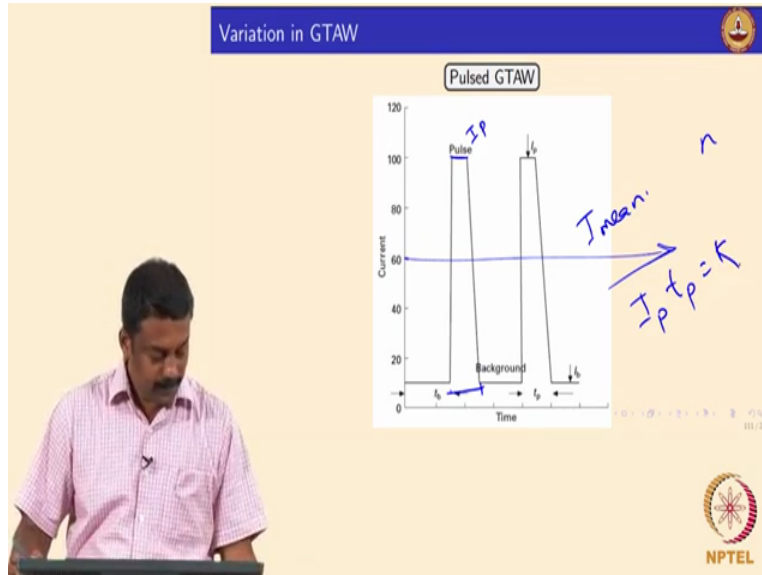 Variation in GTAW
Pulsed GTAW
120
100
80
60
40
20
0
Current
Pulse
Ip
Ip
n
Imean.
Ip tp = K
Background
Ib
tb
tp
Time
NPTEL